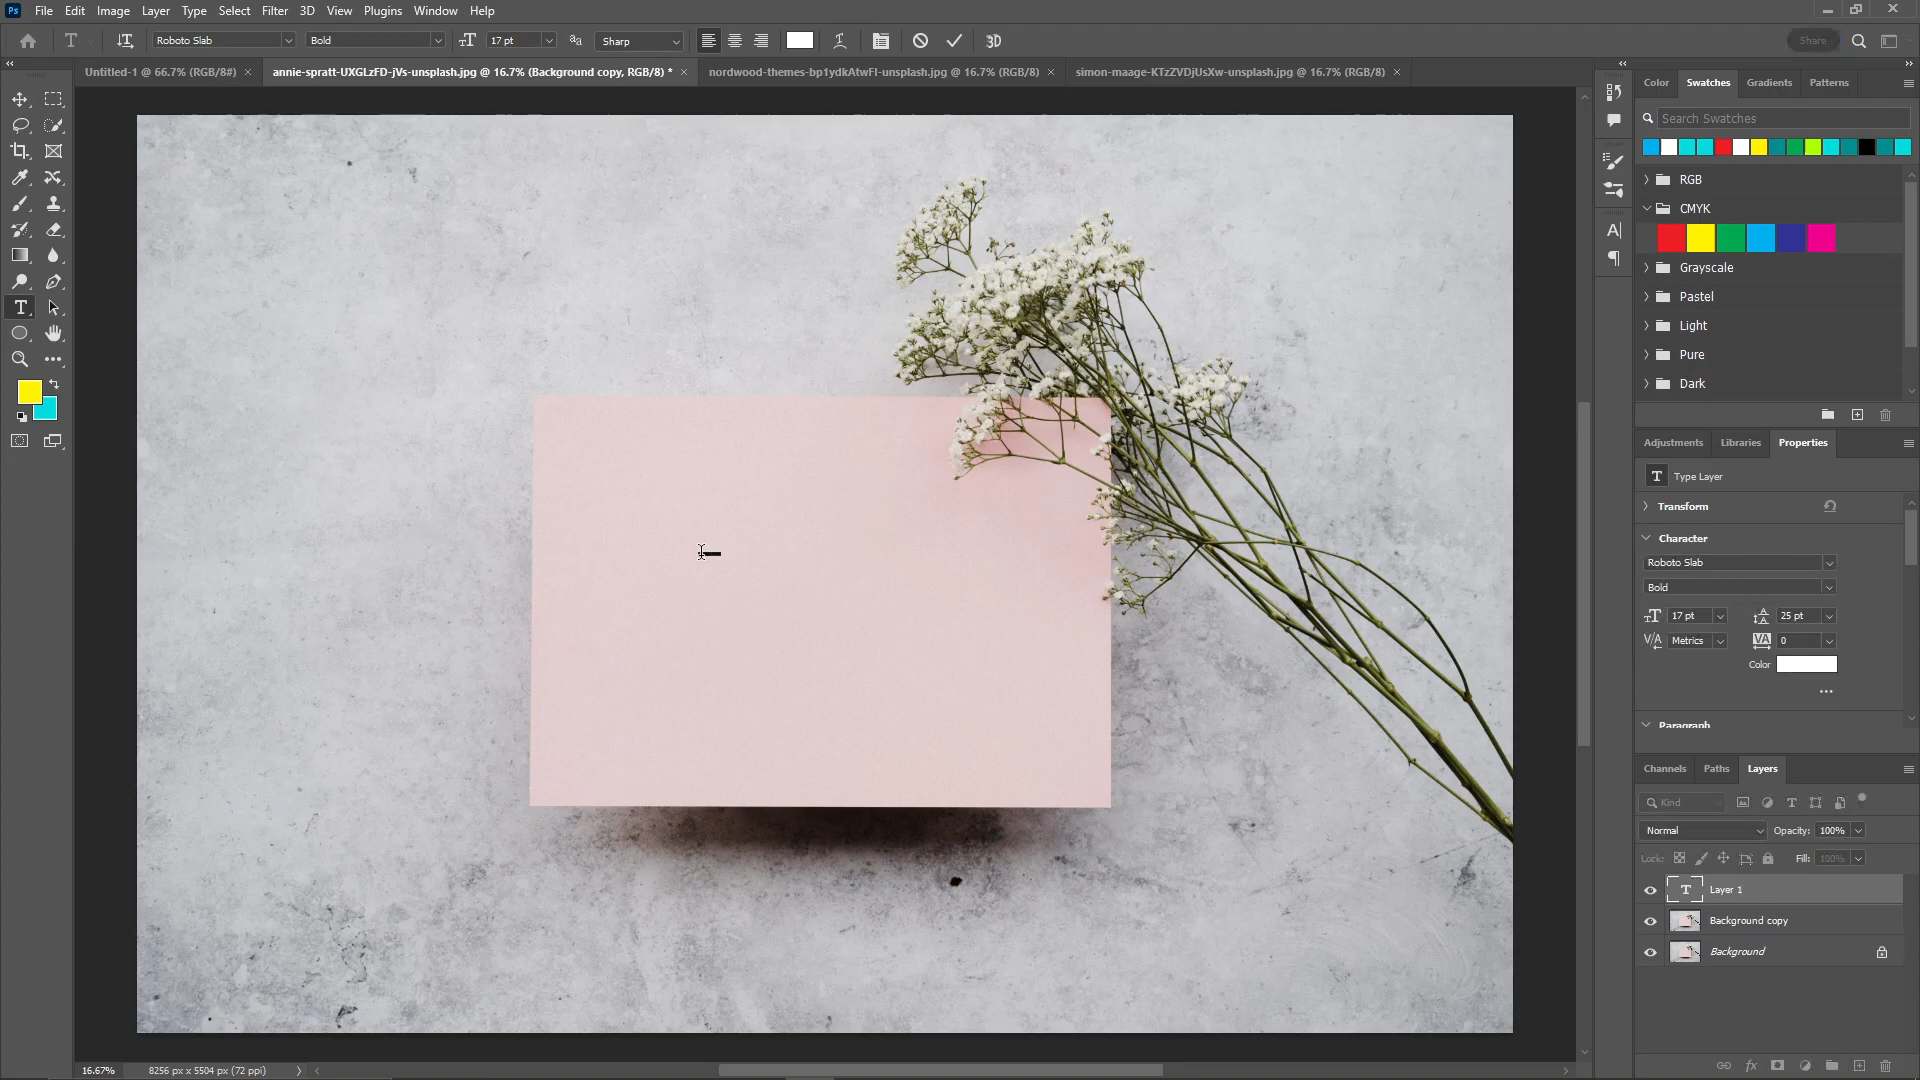 Ps File Edit Image Layer Type Select Filter 3D View Plugins Window Help
Roboto Slab Bold 17 pt Sharp 3D Share
Untitled-1 @ 66.7% (RGB/8#) × annie-spratt-UXGLzFD-jVs-unsplash.jpg @ 16.7% (Background copy, RGB/8) * × nordwood-themes-bp1ydkAtwFI-unsplash.jpg @ 16.7% (RGB/8) × simon-maage-KTzZVDjUsXw-unsplash.jpg @ 16.7% (RGB/8) ×
Color Swatches Gradients Patterns
Search Swatches
RGB
CMYK
Grayscale
Pastel
Light
Pure
Dark
Adjustments Libraries Properties
T Type Layer
Transform
Character
Roboto Slab
Bold
17 pt 25 pt
Metrics 0
Color
Paragraph
Channels Paths Layers
Kind
Normal Opacity: 100%
Lock: Fill: 100%
T Layer 1
Background copy
Background
16.67% 8256 px x 5504 px (72 ppi)